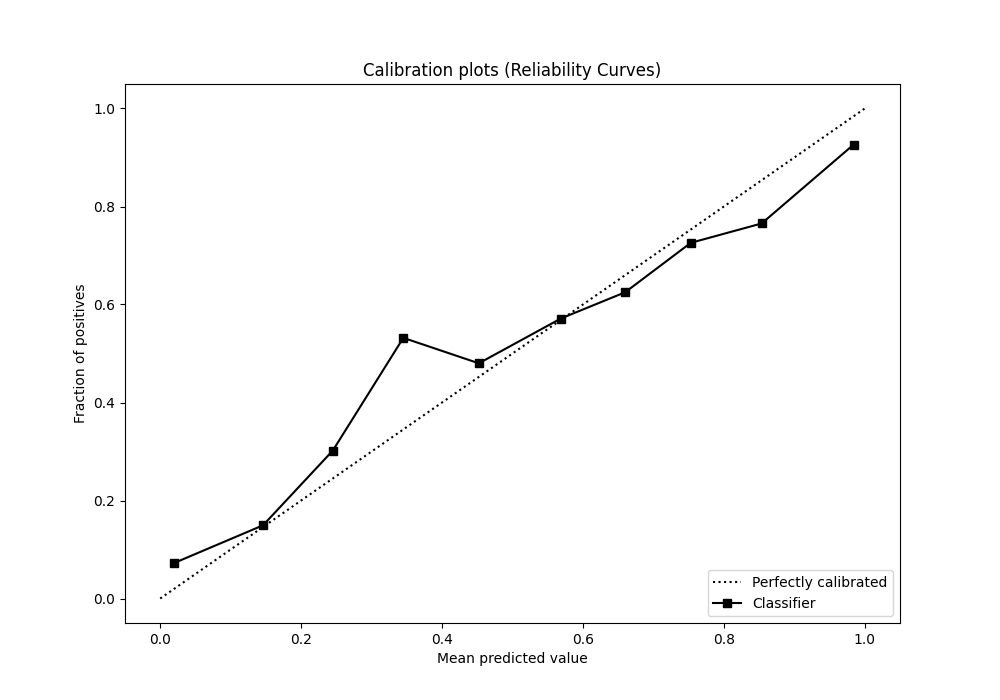 Calibration plots (Reliability Curves)
Fraction of positives
1.0
0.8
0.6
0.4
0.2
0.0
Perfectly calibrated
Classifier
0.0 0.2 0.4 0.6 0.8 1.0
Mean predicted value